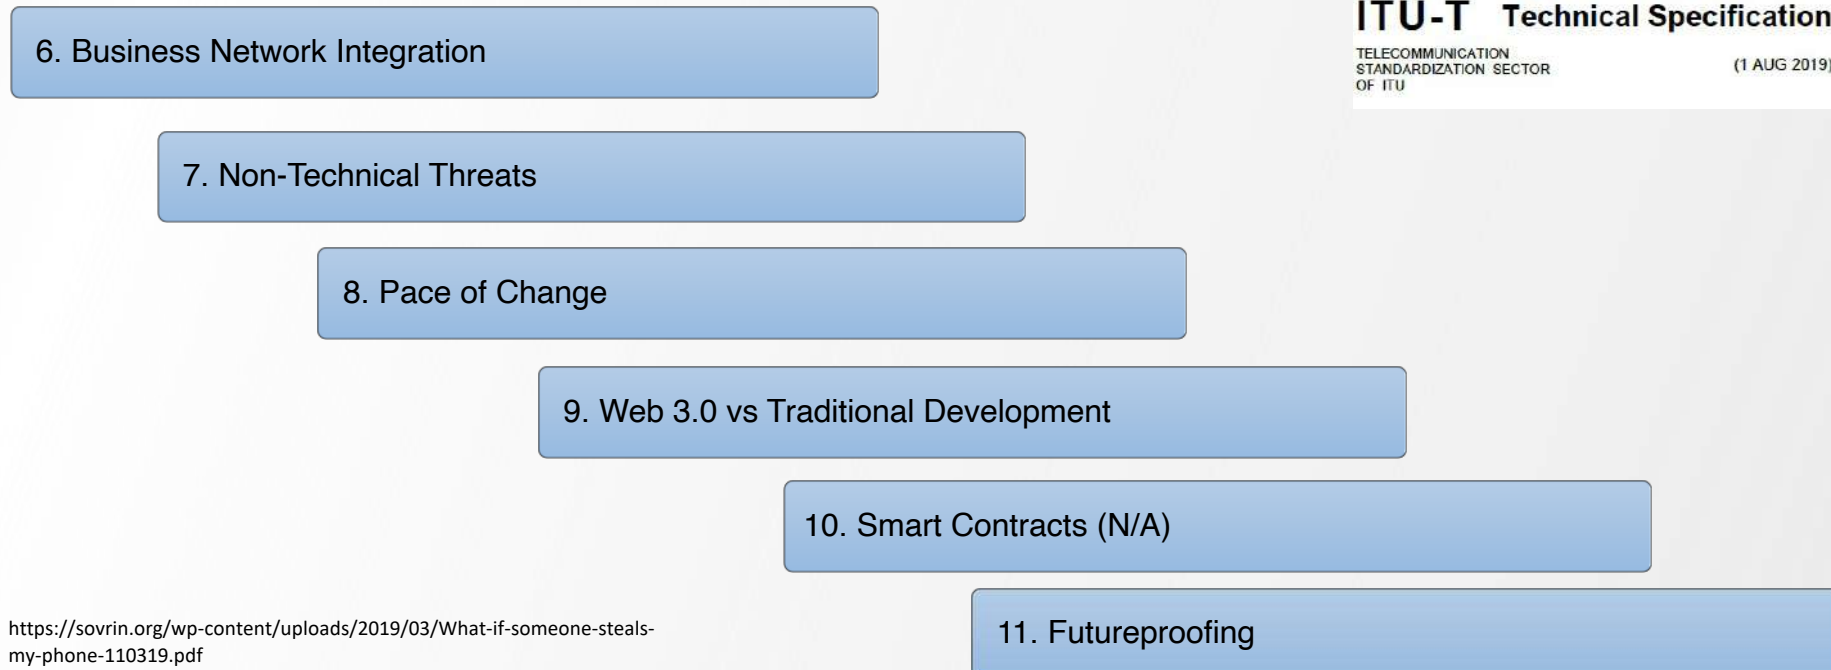 ITU-T Technical Specification
TELECOMMUNICATION
STANDARDIZATION SECTOR
OF ITU
(1 AUG 2019)
6. Business Network Integration
7. Non-Technical Threats
8. Pace of Change
9. Web 3.0 vs Traditional Development
10. Smart Contracts (N/A)
11. Futureproofing
https://sovrin.org/wp-content/uploads/2019/03/What-if-someone-steals-
my-phone-110319.pdf